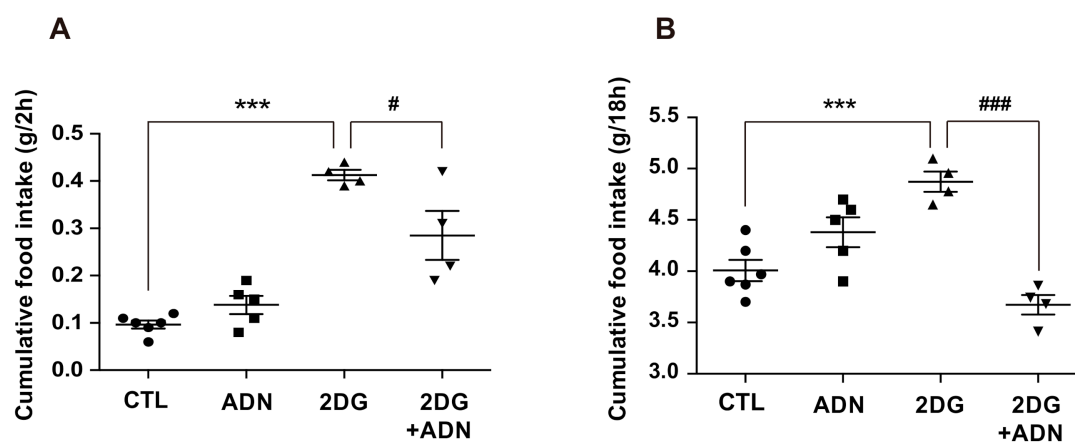 A
Cumulative food intake (g/2h)
0.5
0.4
0.3
0.2
0.1
0.0
***
#
CTL
ADN
2DG
2DG
+ADN
B
Cumulative food intake (g/18h)
5.5
5.0
4.5
4.0
3.5
3.0
***
###
CTL
ADN
2DG
2DG
+ADN